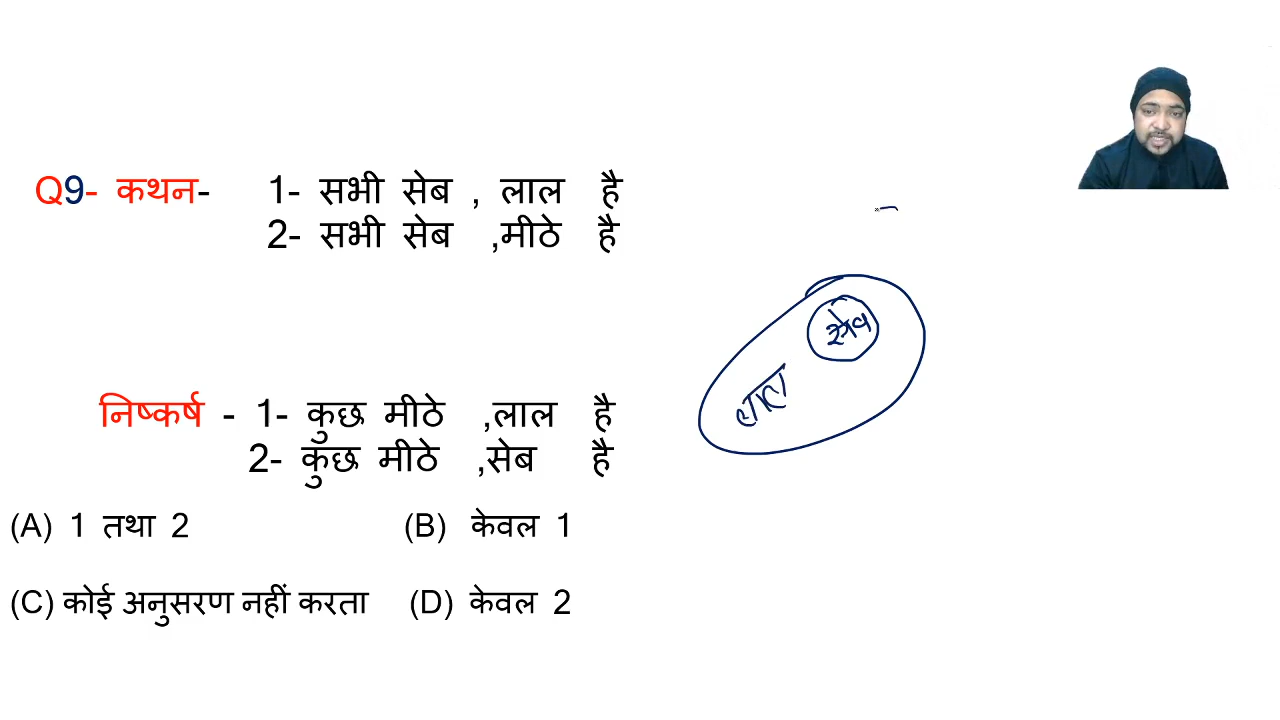 Q9- कथन- 1- सभी सेब , लाल है
2- सभी सेब ,मीठे है
सेब
लाल
निष्कर्ष - 1- कुछ मीठे ,लाल है
2- कुछ मीठे ,सेब है
(A) 1 तथा 2 (B) केवल 1
(C) कोई अनुसरण नहीं करता (D) केवल 2